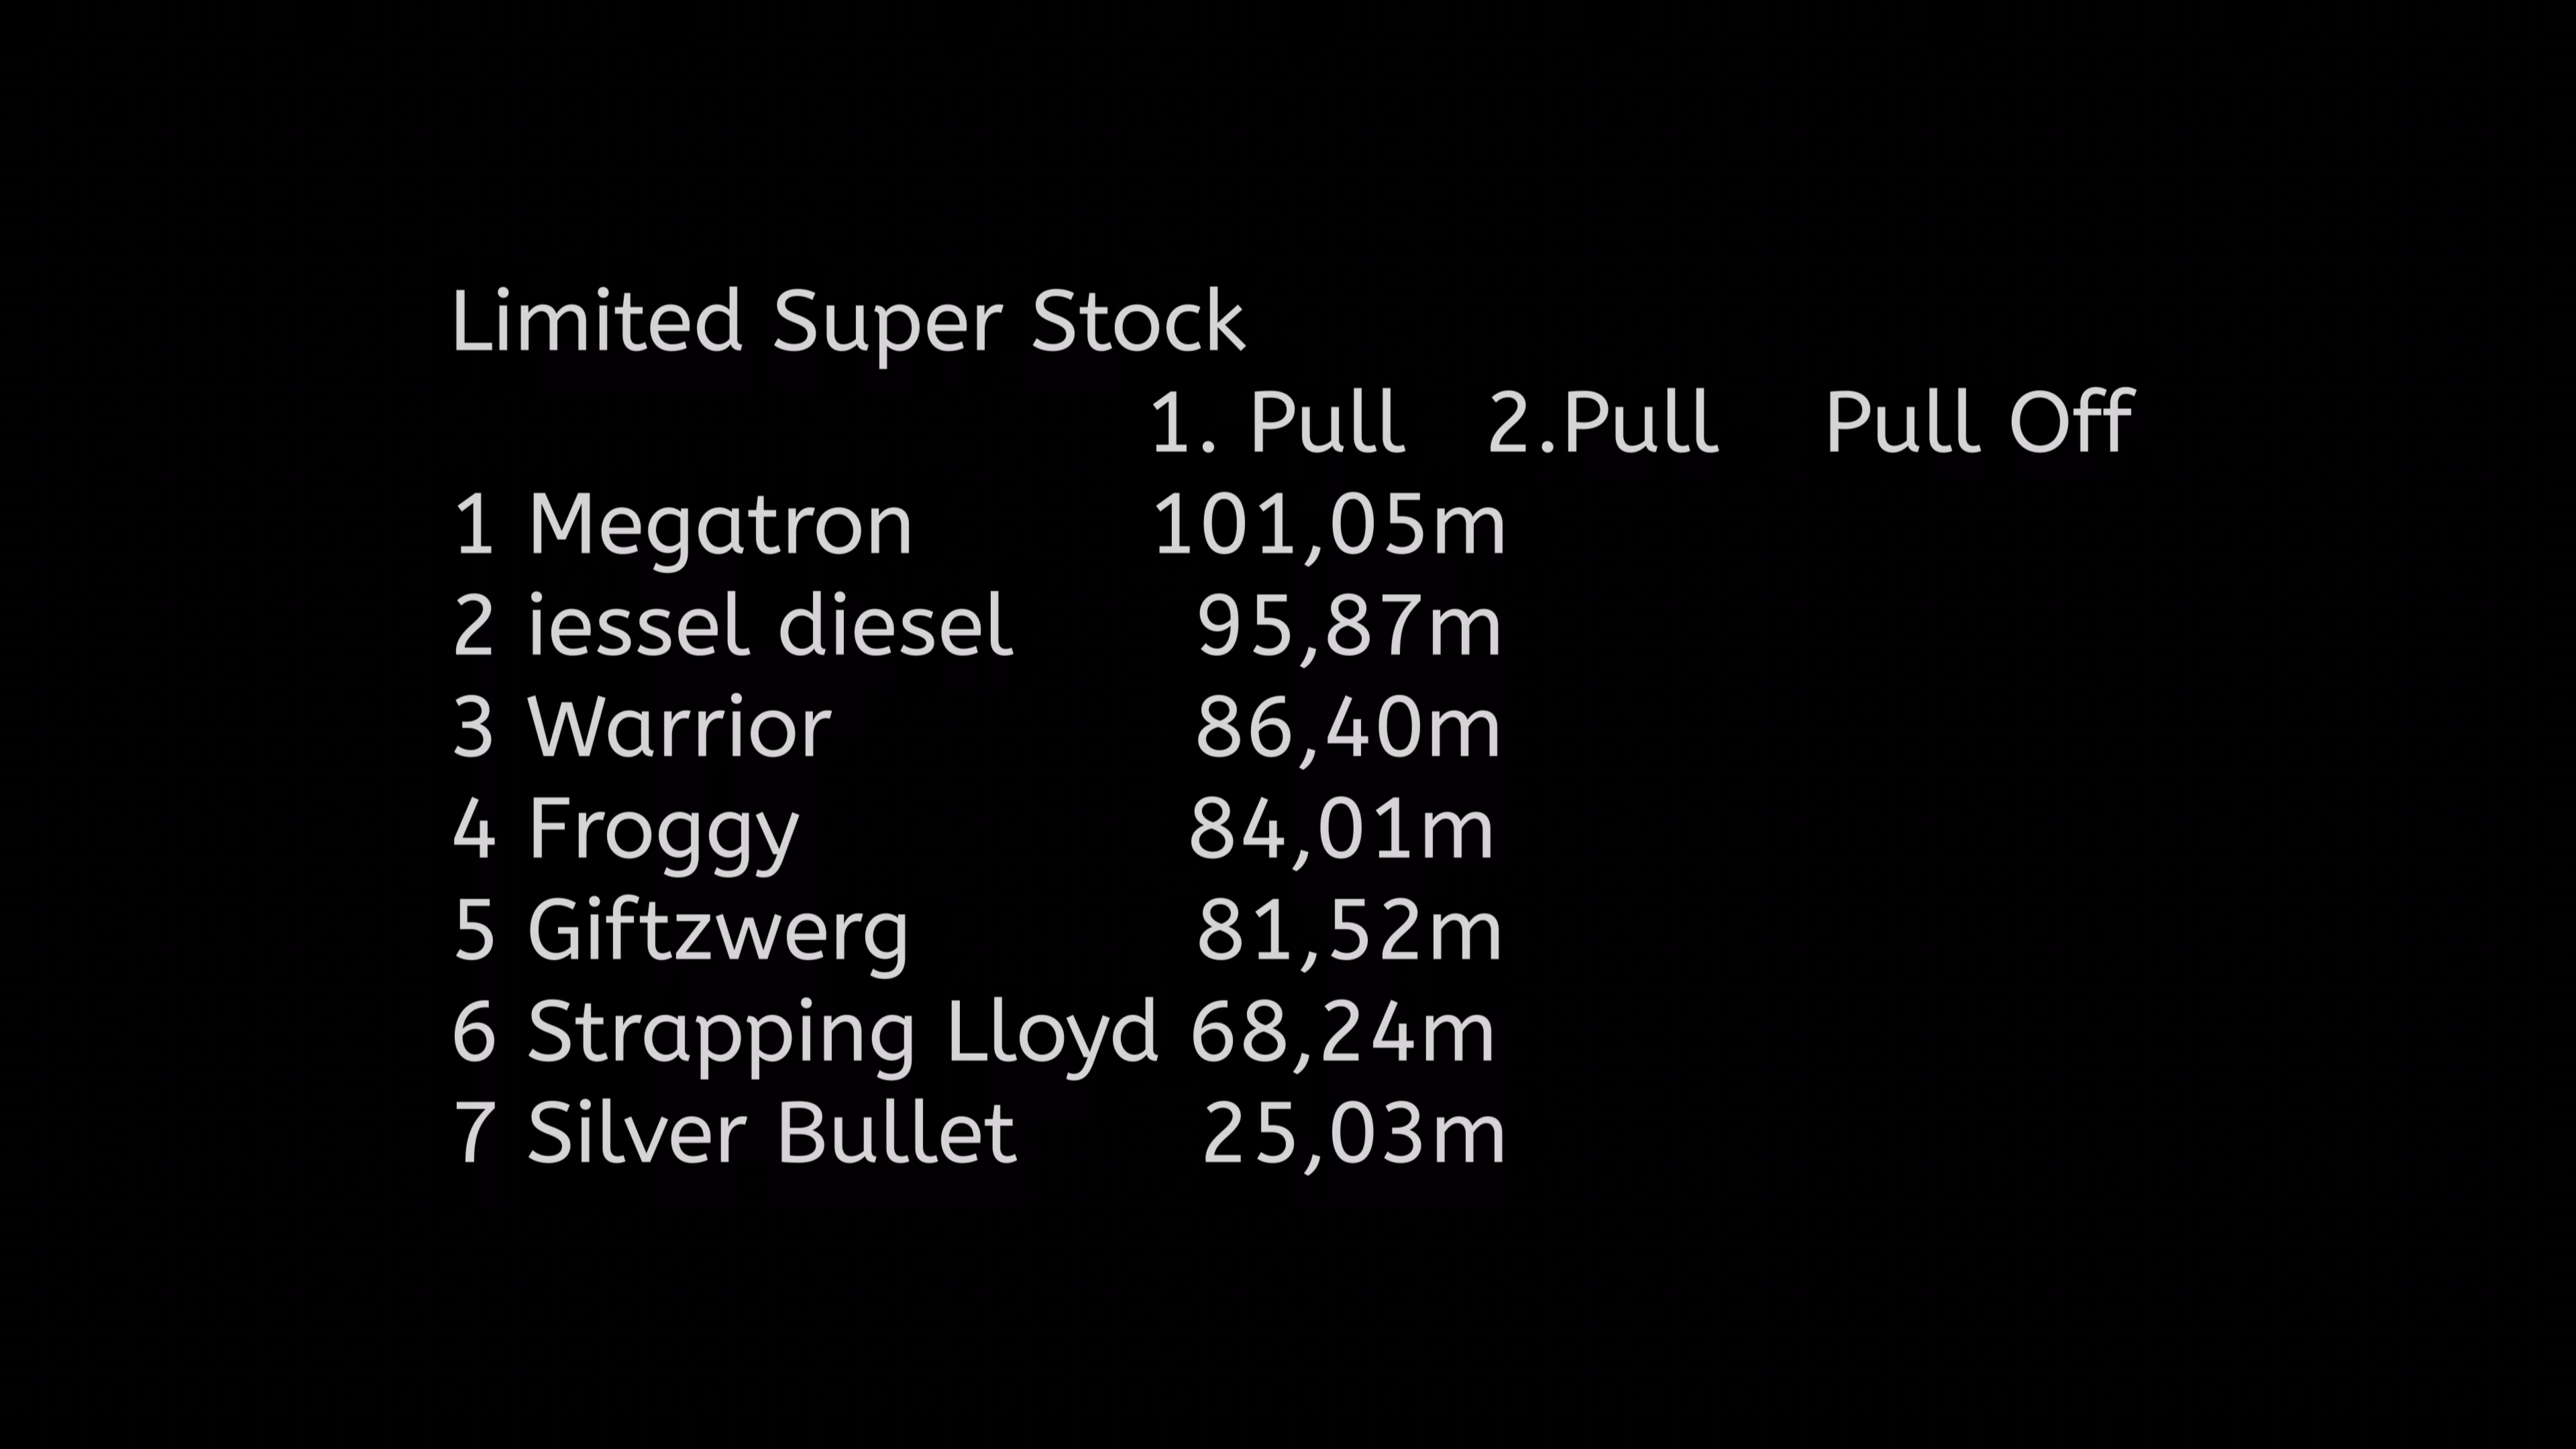 Limited Super Stock
1. Pull 2.Pull Pull Off
1 Megatron 101,05m
2 iessel diesel 95,87m
3 Warrior 86,40m
4 Froggy 84,01m
5 Giftzwerg 81,52m
6 Strapping Lloyd 68,24m
7 Silver Bullet 25,03m